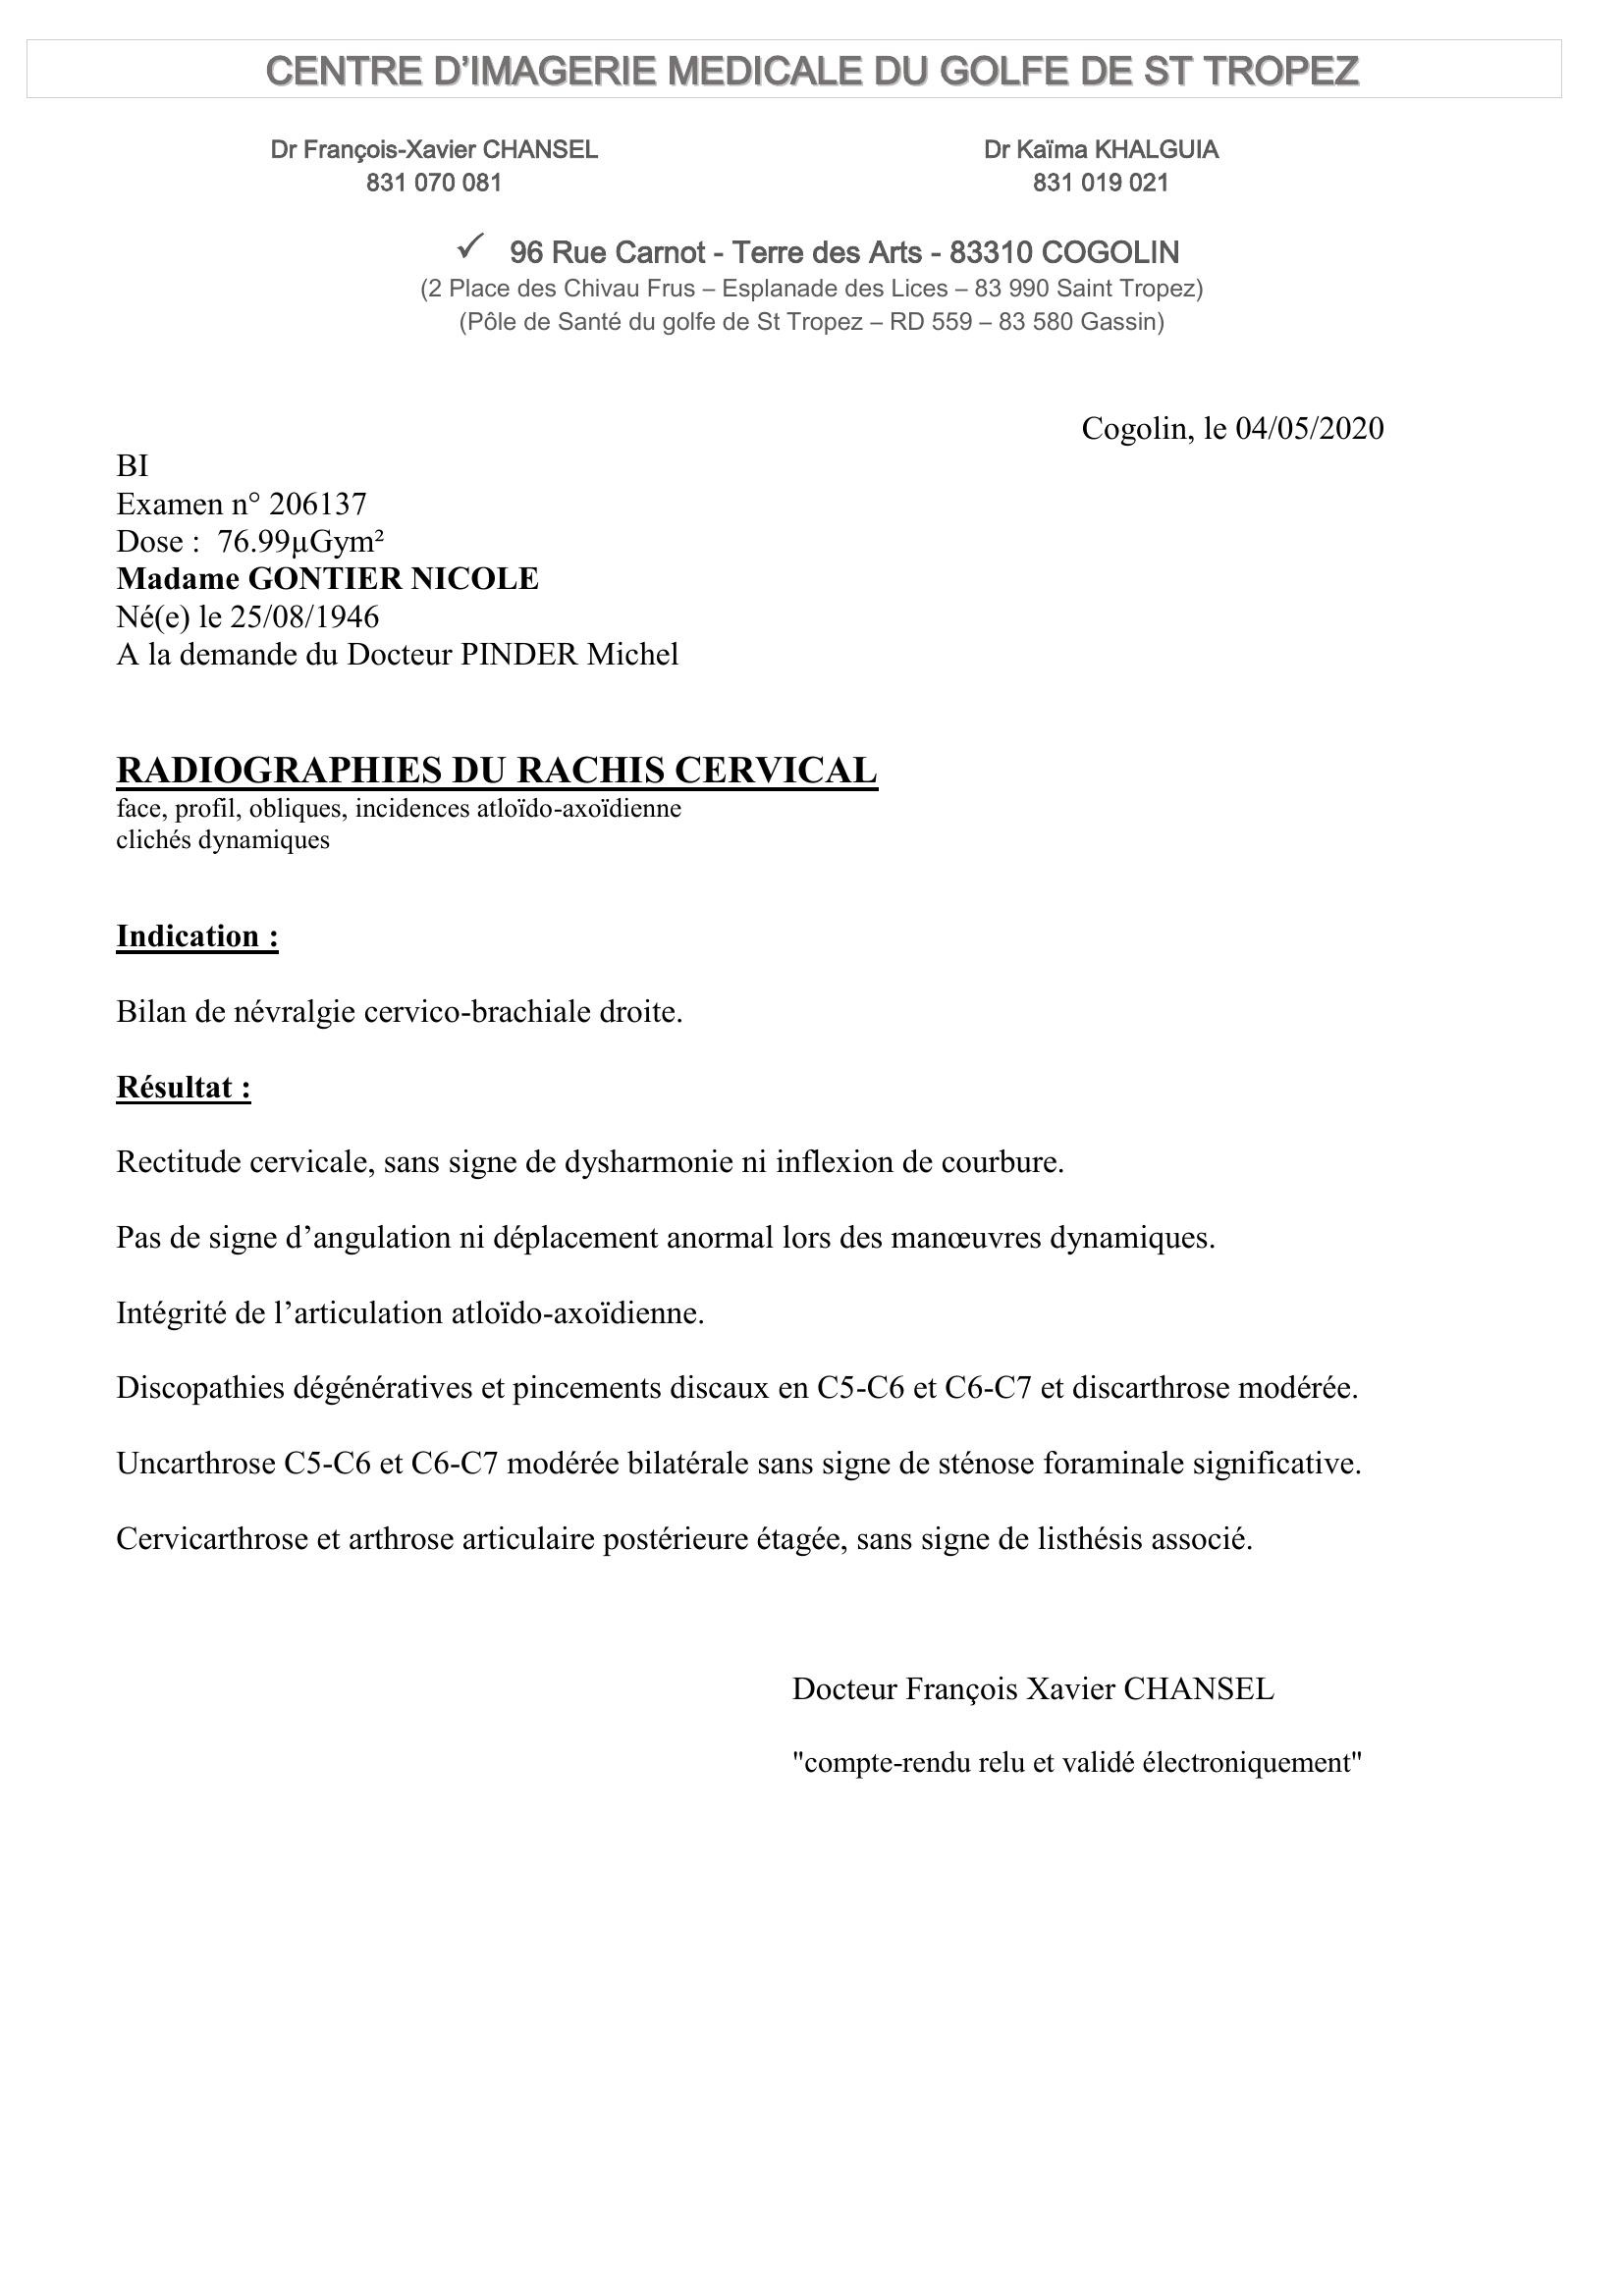 CENTRE D’IMAGERIE MEDICALE DU GOLFE DE ST TROPEZ
Dr François-Xavier CHANSEL
831 070 081
Dr Kaïma KHALGUIA
831 019 021
✓ 96 Rue Carnot - Terre des Arts - 83310 COGOLIN
(2 Place des Chivau Frus – Esplanade des Lices – 83 990 Saint Tropez)
(Pôle de Santé du golfe de St Tropez – RD 559 – 83 580 Gassin)
Cogolin, le 04/05/2020
BI
Examen n° 206137
Dose :  76.99µGym²
Madame GONTIER NICOLE
Né(e) le 25/08/1946
A la demande du Docteur PINDER Michel
RADIOGRAPHIES DU RACHIS CERVICAL
face, profil, obliques, incidences atloïdo-axoïdienne
clichés dynamiques
Indication :
Bilan de névralgie cervico-brachiale droite.
Résultat :
Rectitude cervicale, sans signe de dysharmonie ni inflexion de courbure.
Pas de signe d’angulation ni déplacement anormal lors des manœuvres dynamiques.
Intégrité de l’articulation atloïdo-axoïdienne.
Discopathies dégénératives et pincements discaux en C5-C6 et C6-C7 et discarthrose modérée.
Uncarthrose C5-C6 et C6-C7 modérée bilatérale sans signe de sténose foraminale significative.
Cervicarthrose et arthrose articulaire postérieure étagée, sans signe de listhésis associé.
Docteur François Xavier CHANSEL
"compte-rendu relu et validé électroniquement"